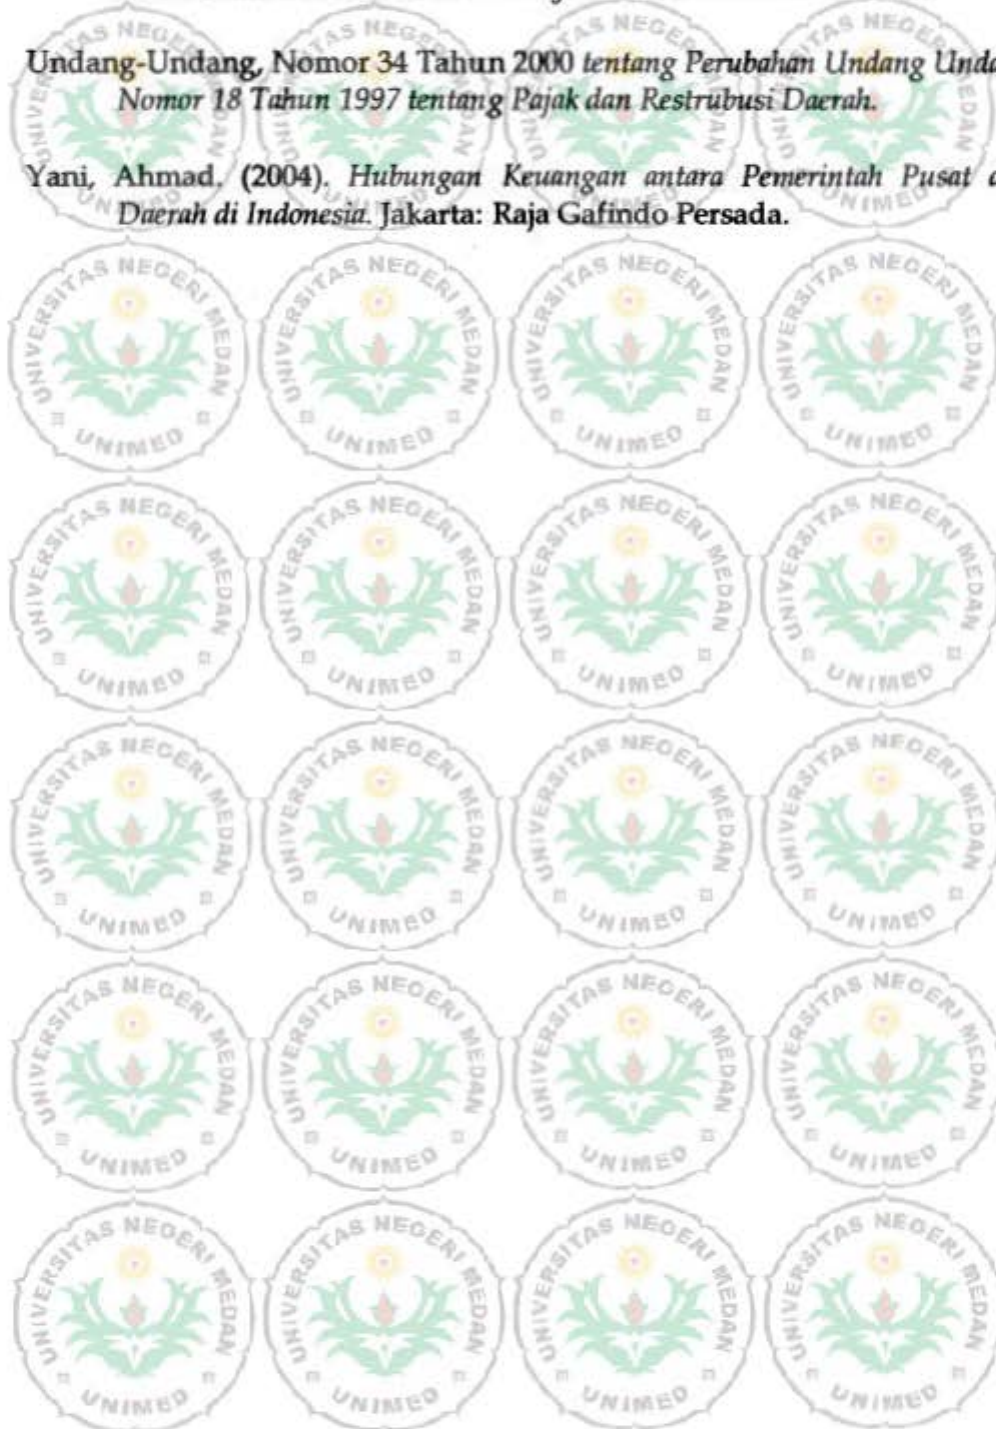 Undang-Undang, Nomor 34 Tahun 2000 tentang Perubahan Undang Unda
Nomor 18 Tahun 1997 tentang Pajak dan Restrubusi Daerah.
Yani, Ahmad. (2004). Hubungan Keuangan antara Pemerintah Pusat
Daerah di Indonesia. Jakarta: Raja Gafindo Persada.
UNIVERSITAS NEGERI MEDAN
UNIMED